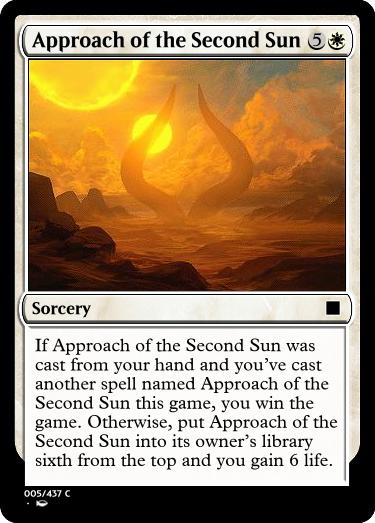 Approach of the Second Sun 5
Sorcery
If Approach of the Second Sun was
cast from your hand and you've cast
another spell named Approach of the
Second Sun this game, you win the
game. Otherwise, put Approach of the
Second Sun into its owner's library
sixth from the top and you gain 6 life.
005/437 C